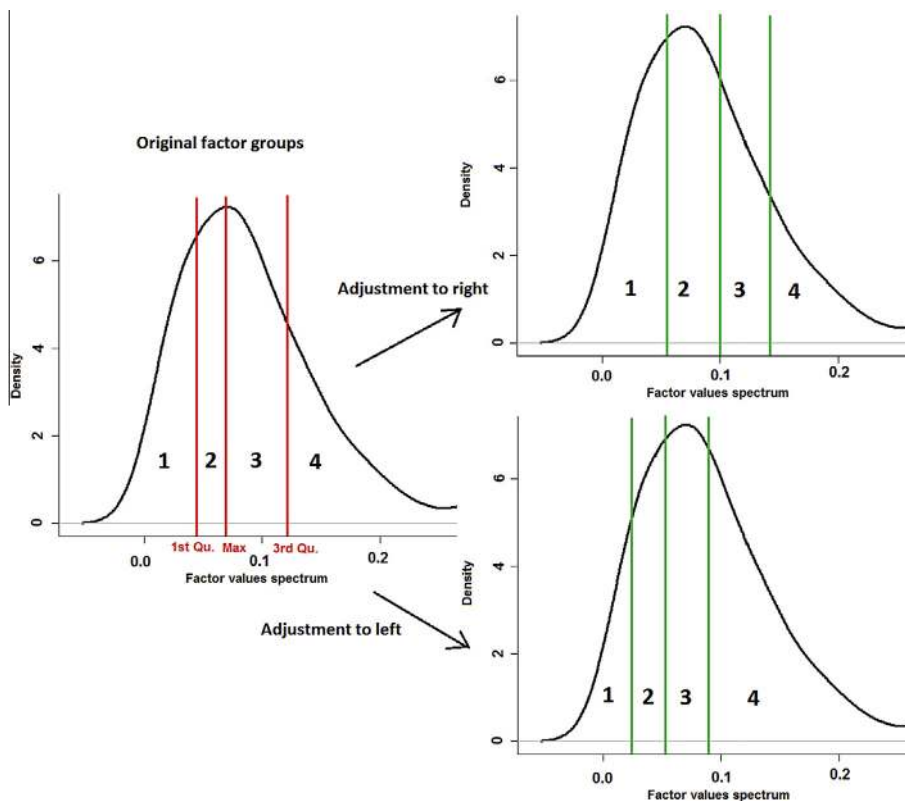 Original factor groups
Density
6
4
2
0
1 2 3 4
1st Qu. Max 3rd Qu.
0.0 0.1 0.2
Factor values spectrum
Adjustment to right
Adjustment to left
Density
6
4
2
0
1 2 3 4
0.0 0.1 0.2
Factor values spectrum
Density
6
4
2
0
1 2 3 4
0.0 0.1 0.2
Factor values spectrum